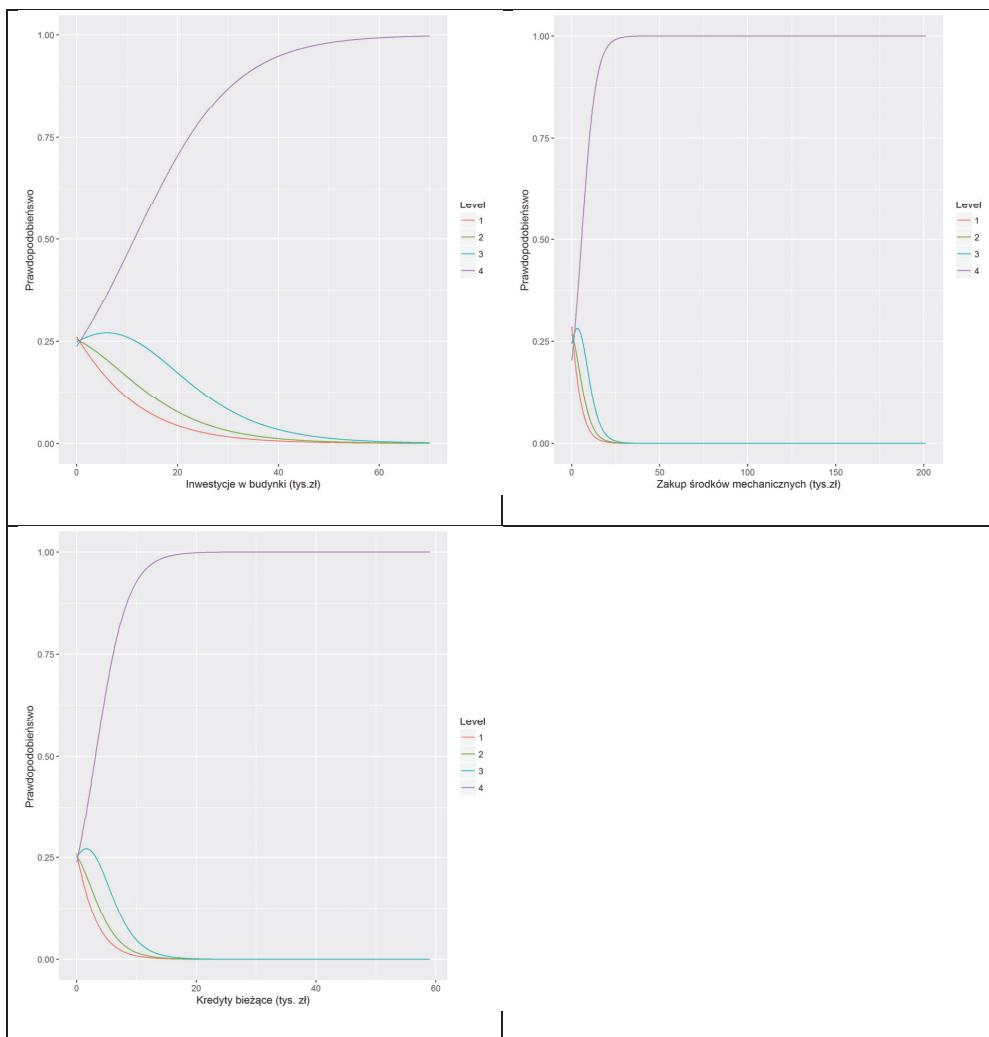 1.00
0.75
0.50
0.25
0.00
Prawdopodobieństwo
0 20 40 60
Inwestycje w budynki (tys.zł)
Level
1
2
3
4
1.00
0.75
0.50
0.25
0.00
Prawdopodobieństwo
0 50 100 150 200
Zakup środków mechanicznych (tys.zł)
Level
1
2
3
4
1.00
0.75
0.50
0.25
0.00
Prawdopodobieństwo
0 20 40 60
Kredyty bieżące (tys. zł)
Level
1
2
3
4